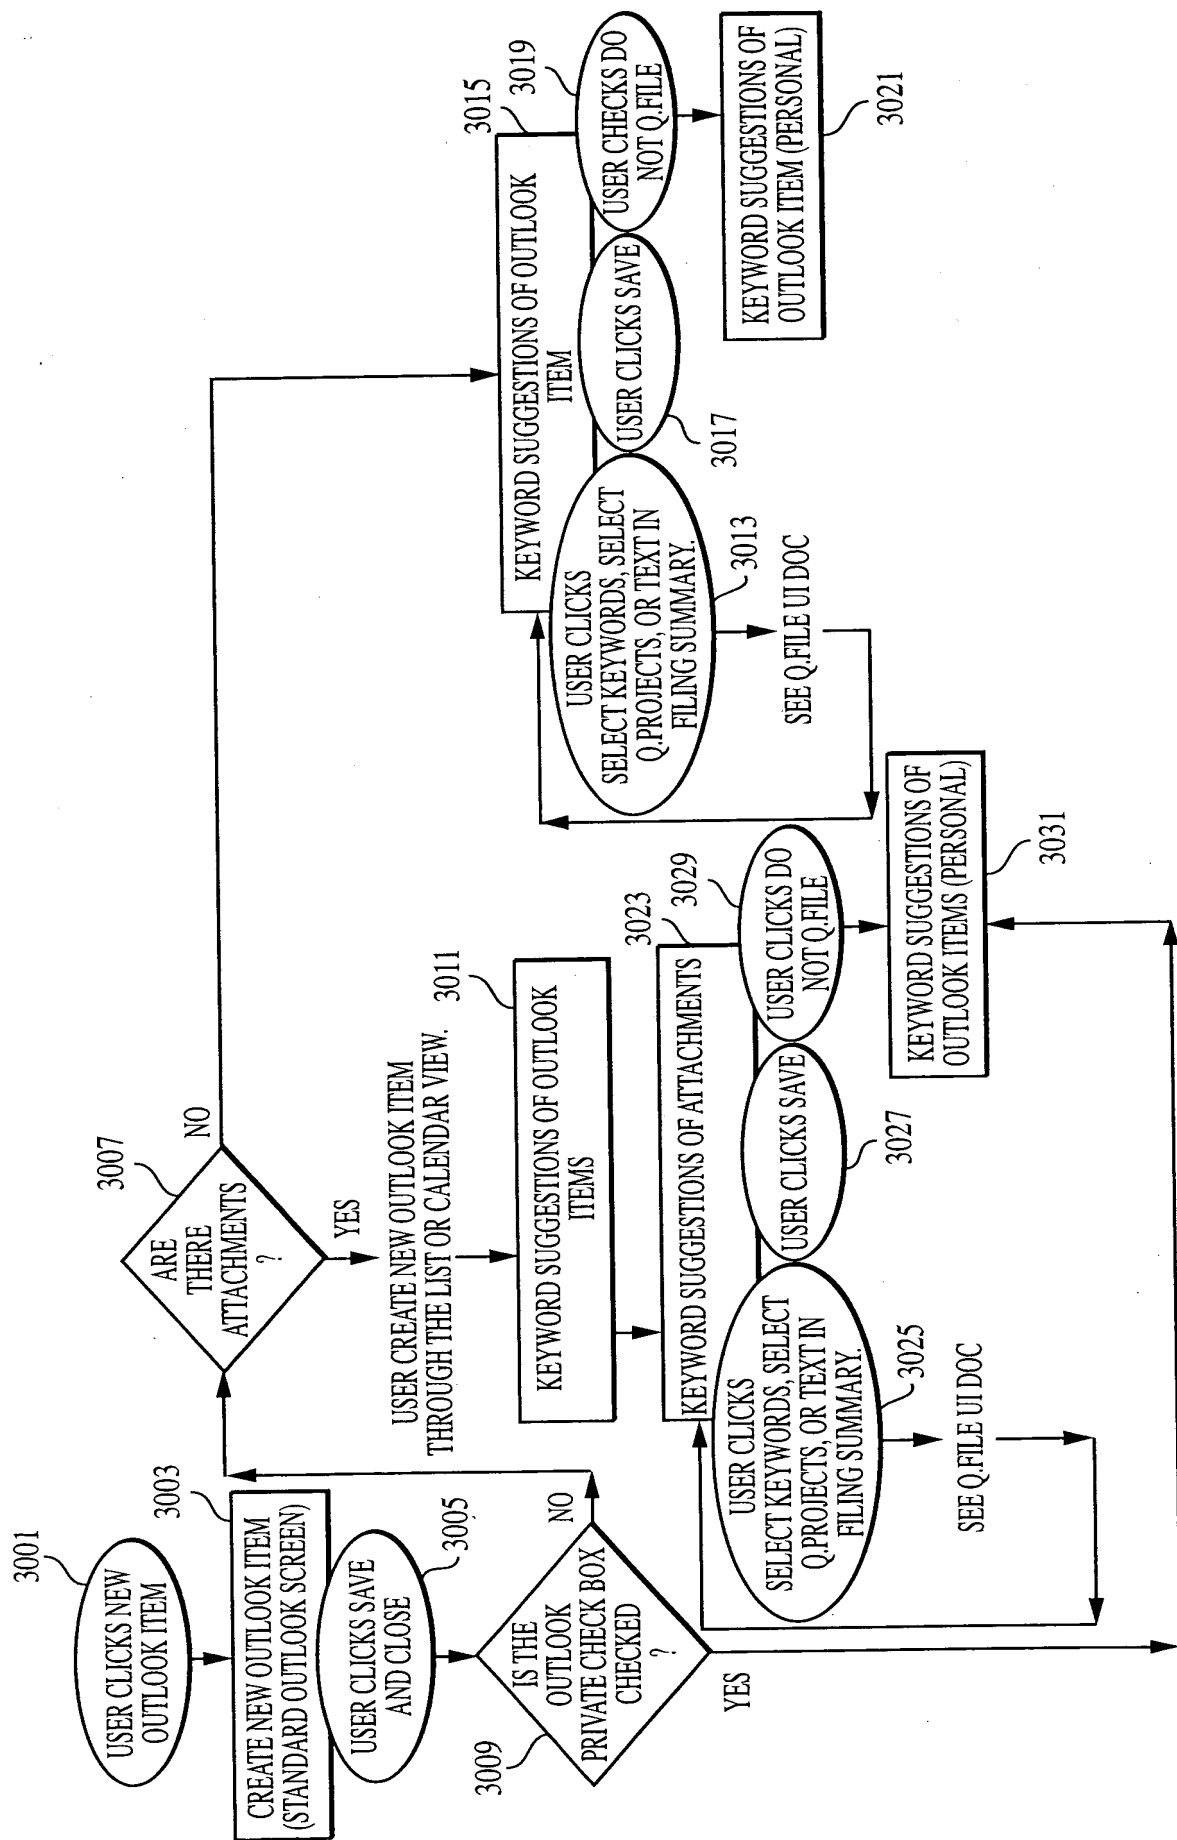 3001
USER CLICKS NEW
OUTLOOK ITEM
3003
CREATE NEW OUTLOOK ITEM
(STANDARD OUTLOOK SCREEN)
USER CLICKS SAVE
AND CLOSE
3005
IS THE
OUTLOOK
PRIVATE CHECK BOX
CHECKED
?
3009
NO
YES
3007
ARE
THERE
ATTACHMENTS
?
NO
YES
USER CREATE NEW OUTLOOK ITEM
THROUGH THE LIST OR CALENDAR VIEW.
3011
KEYWORD SUGGESTIONS OF OUTLOOK
ITEMS
3023
KEYWORD SUGGESTIONS OF ATTACHMENTS
USER CLICKS
SELECT KEYWORDS, SELECT
Q.PROJECTS, OR TEXT IN
FILING SUMMARY.
3025
SEE Q.FILE UI DOC
USER CLICKS SAVE
3027
USER CLICKS DO
NOT Q.FILE
3029
KEYWORD SUGGESTIONS OF
OUTLOOK ITEMS (PERSONAL)
3031
3015
KEYWORD SUGGESTIONS OF OUTLOOK
ITEM
USER CLICKS
SELECT KEYWORDS, SELECT
Q.PROJECTS, OR TEXT IN
FILING SUMMARY.
3013
SEE Q.FILE UI DOC
USER CLICKS SAVE
3017
USER CHECKS DO
NOT Q.FILE
3019
KEYWORD SUGGESTIONS OF
OUTLOOK ITEM (PERSONAL)
3021